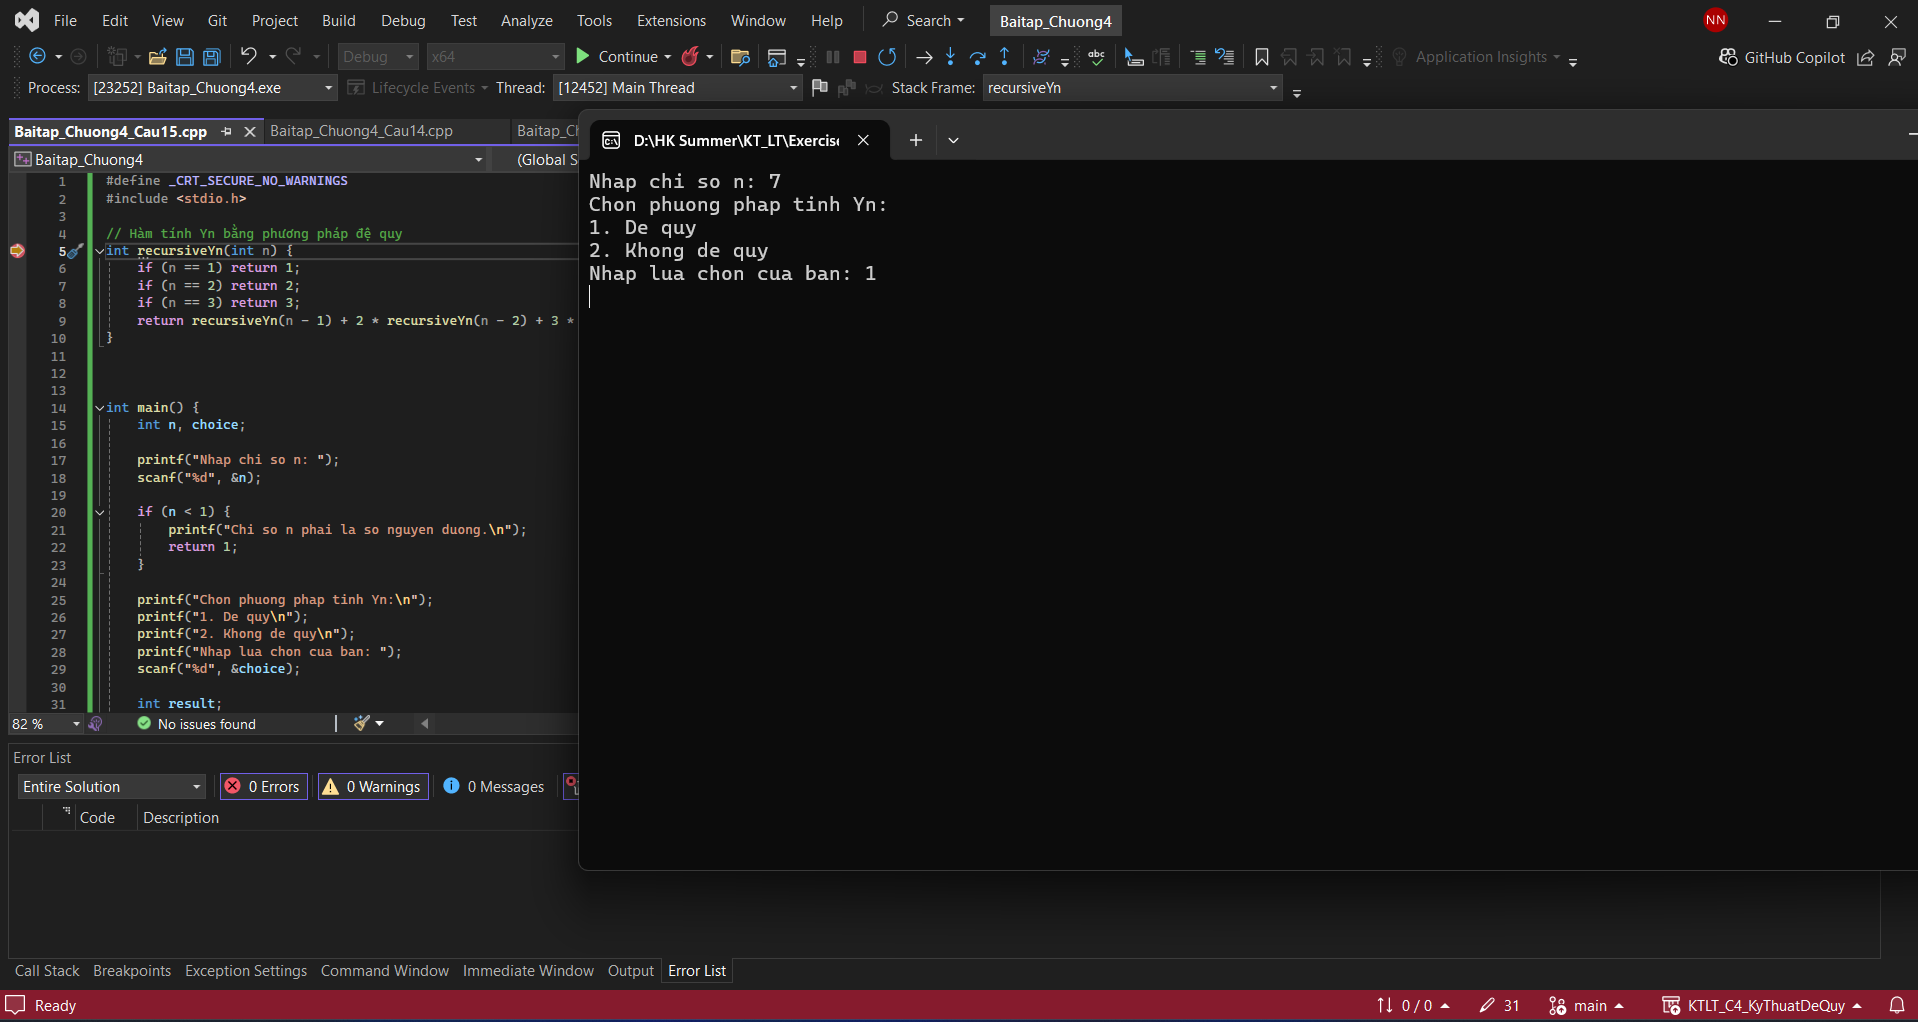 File Edit View Git Project Build Debug Test Analyze Tools Extensions Window Help Search Baitap_Chuong4 NN
Debug x64 Continue abc Application Insights GitHub Copilot
Process: [23252] Baitap_Chuong4.exe Lifecycle Events Thread: [12452] Main Thread Stack Frame: recursiveYn
Baitap_Chuong4_Cau15.cpp Baitap_Chuong4_Cau14.cpp Baitap_Ch
Baitap_Chuong4 (Global S
1 #define _CRT_SECURE_NO_WARNINGS
2 #include <stdio.h>
3
4 // Hàm tính Yn bằng phương pháp đệ quy
5 int recursiveYn(int n) {
6 if (n == 1) return 1;
7 if (n == 2) return 2;
8 if (n == 3) return 3;
9 return recursiveYn(n - 1) + 2 * recursiveYn(n - 2) + 3 *
10 }
11
12
13
14 int main() {
15 int n, choice;
16
17 printf("Nhap chi so n: ");
18 scanf("%d", &n);
19
20 if (n < 1) {
21 printf("Chi so n phai la so nguyen duong.\n");
22 return 1;
23 }
24
25 printf("Chon phuong phap tinh Yn:\n");
26 printf("1. De quy\n");
27 printf("2. Khong de quy\n");
28 printf("Nhap lua chon cua ban: ");
29 scanf("%d", &choice);
30
31 int result;
82 % No issues found
D:\HK Summer\KT_LT\Exercise
Nhap chi so n: 7
Chon phuong phap tinh Yn:
1. De quy
2. Khong de quy
Nhap lua chon cua ban: 1
Error List
Entire Solution 0 Errors 0 Warnings 0 Messages
Code Description
Call Stack Breakpoints Exception Settings Command Window Immediate Window Output Error List
Ready 0 / 0 31 main KTLT_C4_KyThuatDeQuy